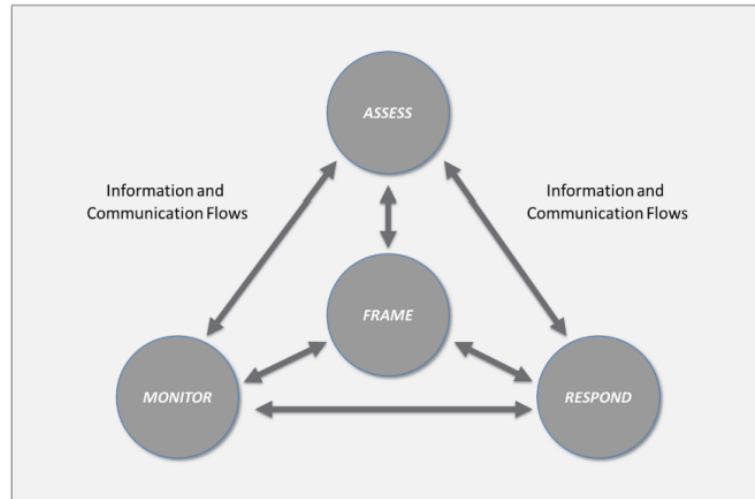 ASSESS
Information and
Communication Flows
Information and
Communication Flows
FRAME
MONITOR
RESPOND